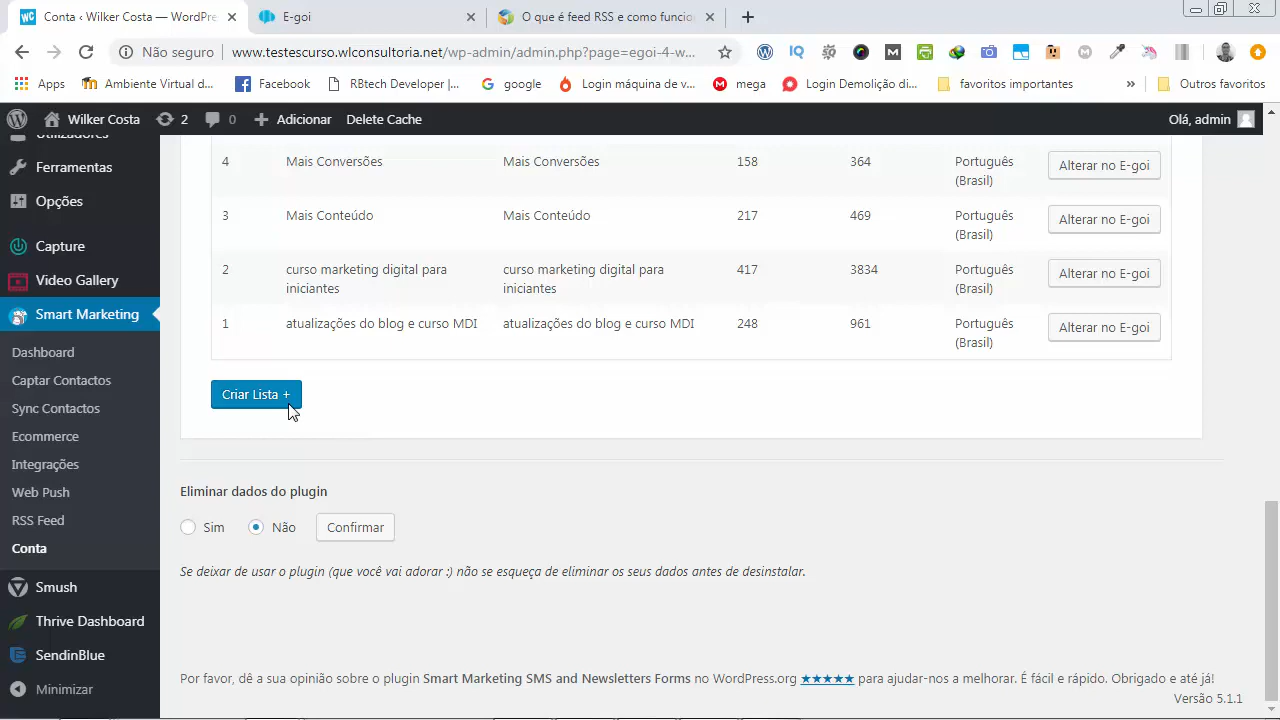 Conta ‹ Wilker Costa — WordPre
E-goi
O que é feed RSS e como funcio
Não seguro
www.testescurso.wlconsultoria.net/wp-admin/admin.php?page=egoi-4-w...
Apps
Ambiente Virtual d...
Facebook
RBtech Developer |...
google
Login máquina de v...
mega
Login Demolição di...
favoritos importantes
»
Outros favoritos
Wilker Costa
2
0
Adicionar
Delete Cache
Olá, admin
Utilizadores
Ferramentas
Opções
Capture
Video Gallery
Smart Marketing
Dashboard
Captar Contactos
Sync Contactos
Ecommerce
Integrações
Web Push
RSS Feed
Conta
Smush
Thrive Dashboard
SendinBlue
Minimizar
4 Mais Conversões Mais Conversões 158 364 Português (Brasil) Alterar no E-goi
3 Mais Conteúdo Mais Conteúdo 217 469 Português (Brasil) Alterar no E-goi
2 curso marketing digital para iniciantes curso marketing digital para iniciantes 417 3834 Português (Brasil) Alterar no E-goi
1 atualizações do blog e curso MDI atualizações do blog e curso MDI 248 961 Português (Brasil) Alterar no E-goi
Criar Lista +
Eliminar dados do plugin
Sim Não Confirmar
Se deixar de usar o plugin (que você vai adorar ;) não se esqueça de eliminar os seus dados antes de desinstalar.
Por favor, dê a sua opinião sobre o plugin Smart Marketing SMS and Newsletters Forms no WordPress.org ★★★★★ para ajudar-nos a melhorar. É fácil e rápido. Obrigado e até já!
Versão 5.1.1